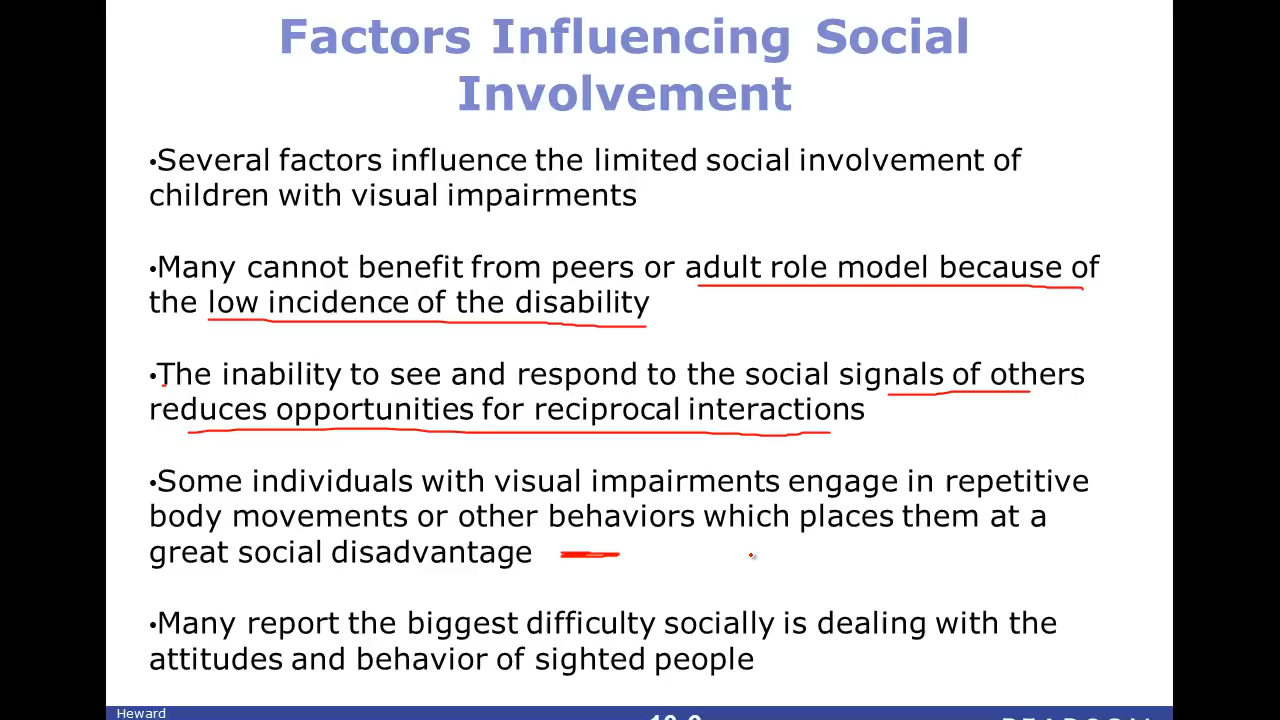 Factors Influencing Social
Involvement
•Several factors influence the limited social involvement of
children with visual impairments
•Many cannot benefit from peers or adult role model because of
the low incidence of the disability
•The inability to see and respond to the social signals of others
reduces opportunities for reciprocal interactions
•Some individuals with visual impairments engage in repetitive
body movements or other behaviors which places them at a
great social disadvantage
•Many report the biggest difficulty socially is dealing with the
attitudes and behavior of sighted people
Heward